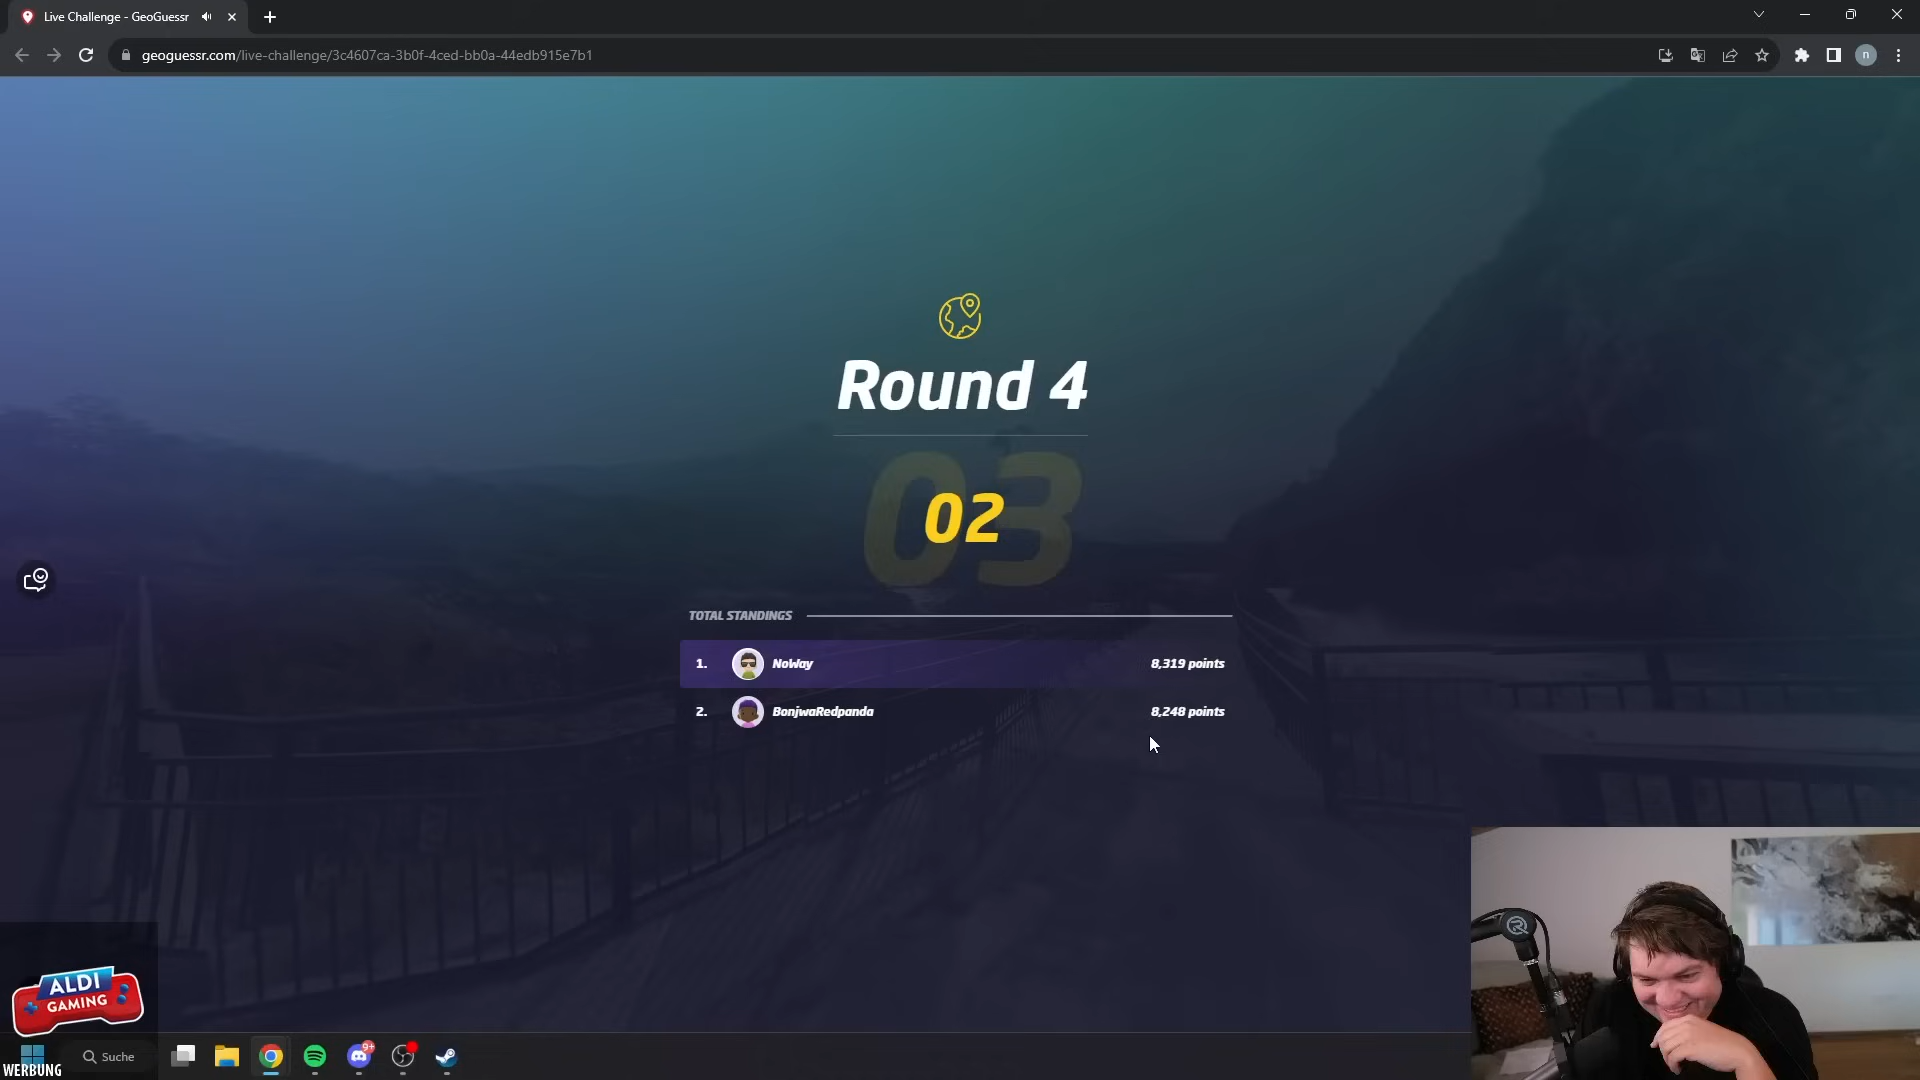 Live Challenge - GeoGuessr
geoguessr.com/live-challenge/3c4607ca-3b0f-4ced-bb0a-44edb915e7b1
n
Round 4
03
02
TOTAL STANDINGS
1. NoWay 8,319 points
2. BonjwaRedpanda 8,248 points
ALDI
GAMING
Suche
9+
WERBUNG